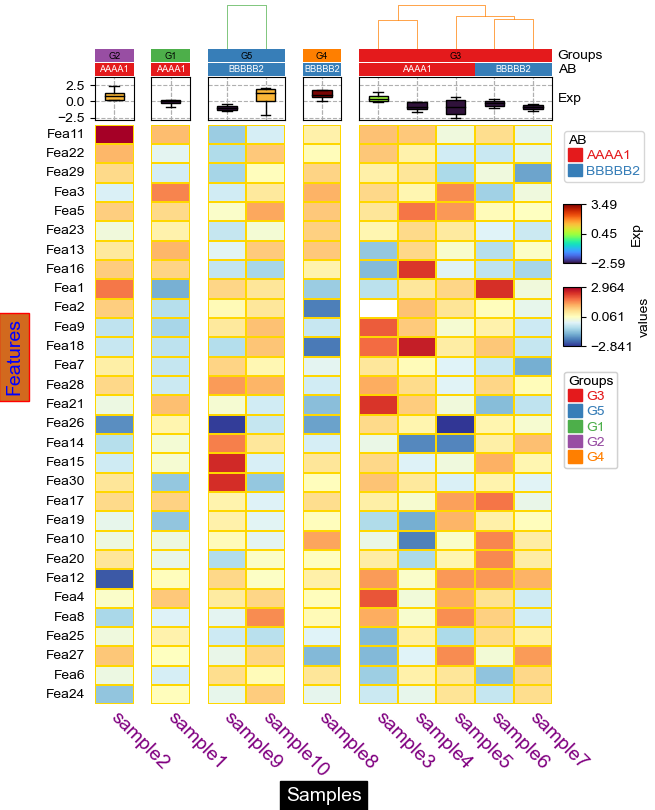 G2 G1 G5 G4 G3 Groups
AAAA1 AAAA1 BBBBB2 BBBBB2 AAAA1 BBBBB2 AB
2.5
0.0
−2.5
Exp
Fea11
Fea22
Fea29
Fea3
Fea5
Fea23
Fea13
Fea16
Fea1
Fea2
Fea9
Fea18
Fea7
Fea28
Fea21
Fea26
Fea14
Fea15
Fea30
Fea17
Fea19
Fea10
Fea20
Fea12
Fea4
Fea8
Fea25
Fea27
Fea6
Fea24
Features
sample2
sample1
sample9
sample10
sample8
sample3
sample4
sample5
sample6
sample7
Samples
AB
AAAA1
BBBBB2
3.49
0.45
−2.59
Exp
2.964
0.061
−2.841
values
Groups
G3
G5
G1
G2
G4